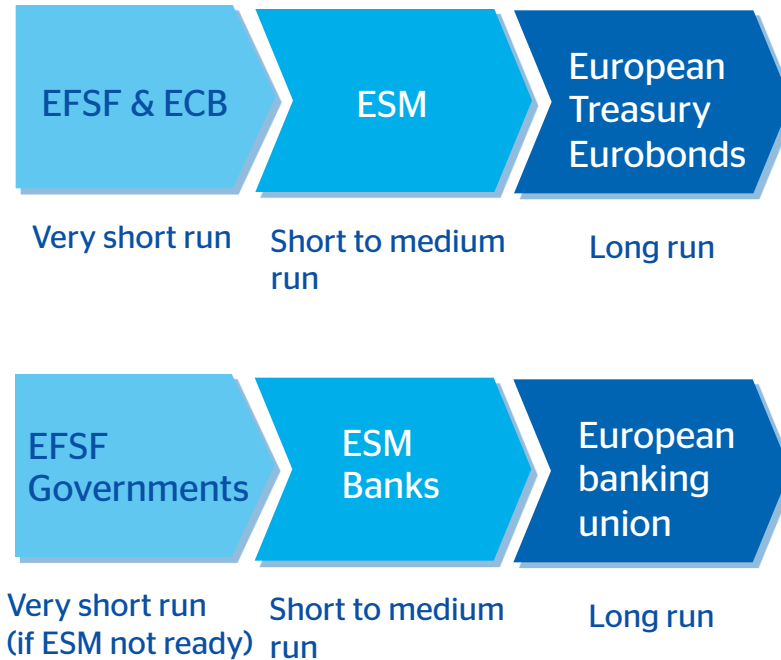 EFSF & ECB
ESM
European
Treasury
Eurobonds
Very short run
Short to medium
run
Long run
EFSF
Governments
ESM
Banks
European
banking
union
Very short run
(if ESM not ready)
Short to medium
run
Long run